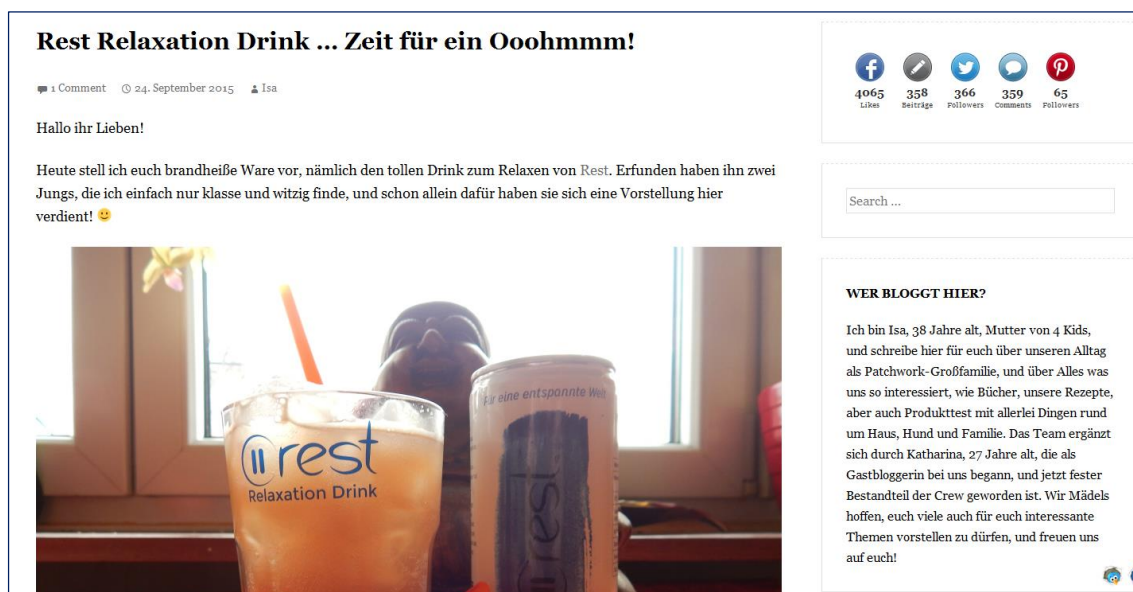 Rest Relaxation Drink ... Zeit für ein Ooohmmm!
1 Comment 24. September 2015 Isa
Hallo ihr Lieben!
Heute stell ich euch brandheiße Ware vor, nämlich den tollen Drink zum Relaxen von Rest. Erfunden haben ihn zwei
Jungs, die ich einfach nur klasse und witzig finde, und schon allein dafür haben sie sich eine Vorstellung hier
verdient!
Für eine entspannte Welt
rest
Relaxation Drink
rest
4065 358 366 359 65
Likes Beiträge Followers Comments Followers
Search ...
WER BLOGGT HIER?
Ich bin Isa, 38 Jahre alt, Mutter von 4 Kids,
und schreibe hier für euch über unseren Alltag
als Patchwork-Großfamilie, und über Alles was
uns so interessiert, wie Bücher, unsere Rezepte,
aber auch Produkttest mit allerlei Dingen rund
um Haus, Hund und Familie. Das Team ergänzt
sich durch Katharina, 27 Jahre alt, die als
Gastbloggerin bei uns begann, und jetzt fester
Bestandteil der Crew geworden ist. Wir Mädels
hoffen, euch viele auch für euch interessante
Themen vorstellen zu dürfen, und freuen uns
auf euch!